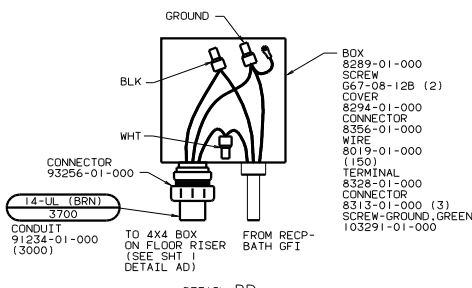 GROUND
BLK
WHT
BOX
8289-01-000
SCREW
G67-08-12B (2)
COVER
8294-01-000
CONNECTOR
8356-01-000
WIRE
8019-01-000
(150)
TERMINAL
8328-01-000
CONNECTOR
8313-01-000 (3)
SCREW-GROUND,GREEN
103291-01-000
CONNECTOR
93256-01-000
14-UL (BRN)
3700
CONDUIT
91234-01-000
(3000)
TO 4X4 BOX
ON FLOOR RISER
(SEE SHT 1
DETAIL AD)
FROM RECP-
BATH GFI